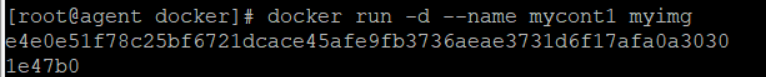 [root@agent docker]# docker run -d --name mycont1 myimg
e4e0e51f78c25bf6721dcace45afe9fb3736aeae3731d6f17afa0a3030
1e47b0